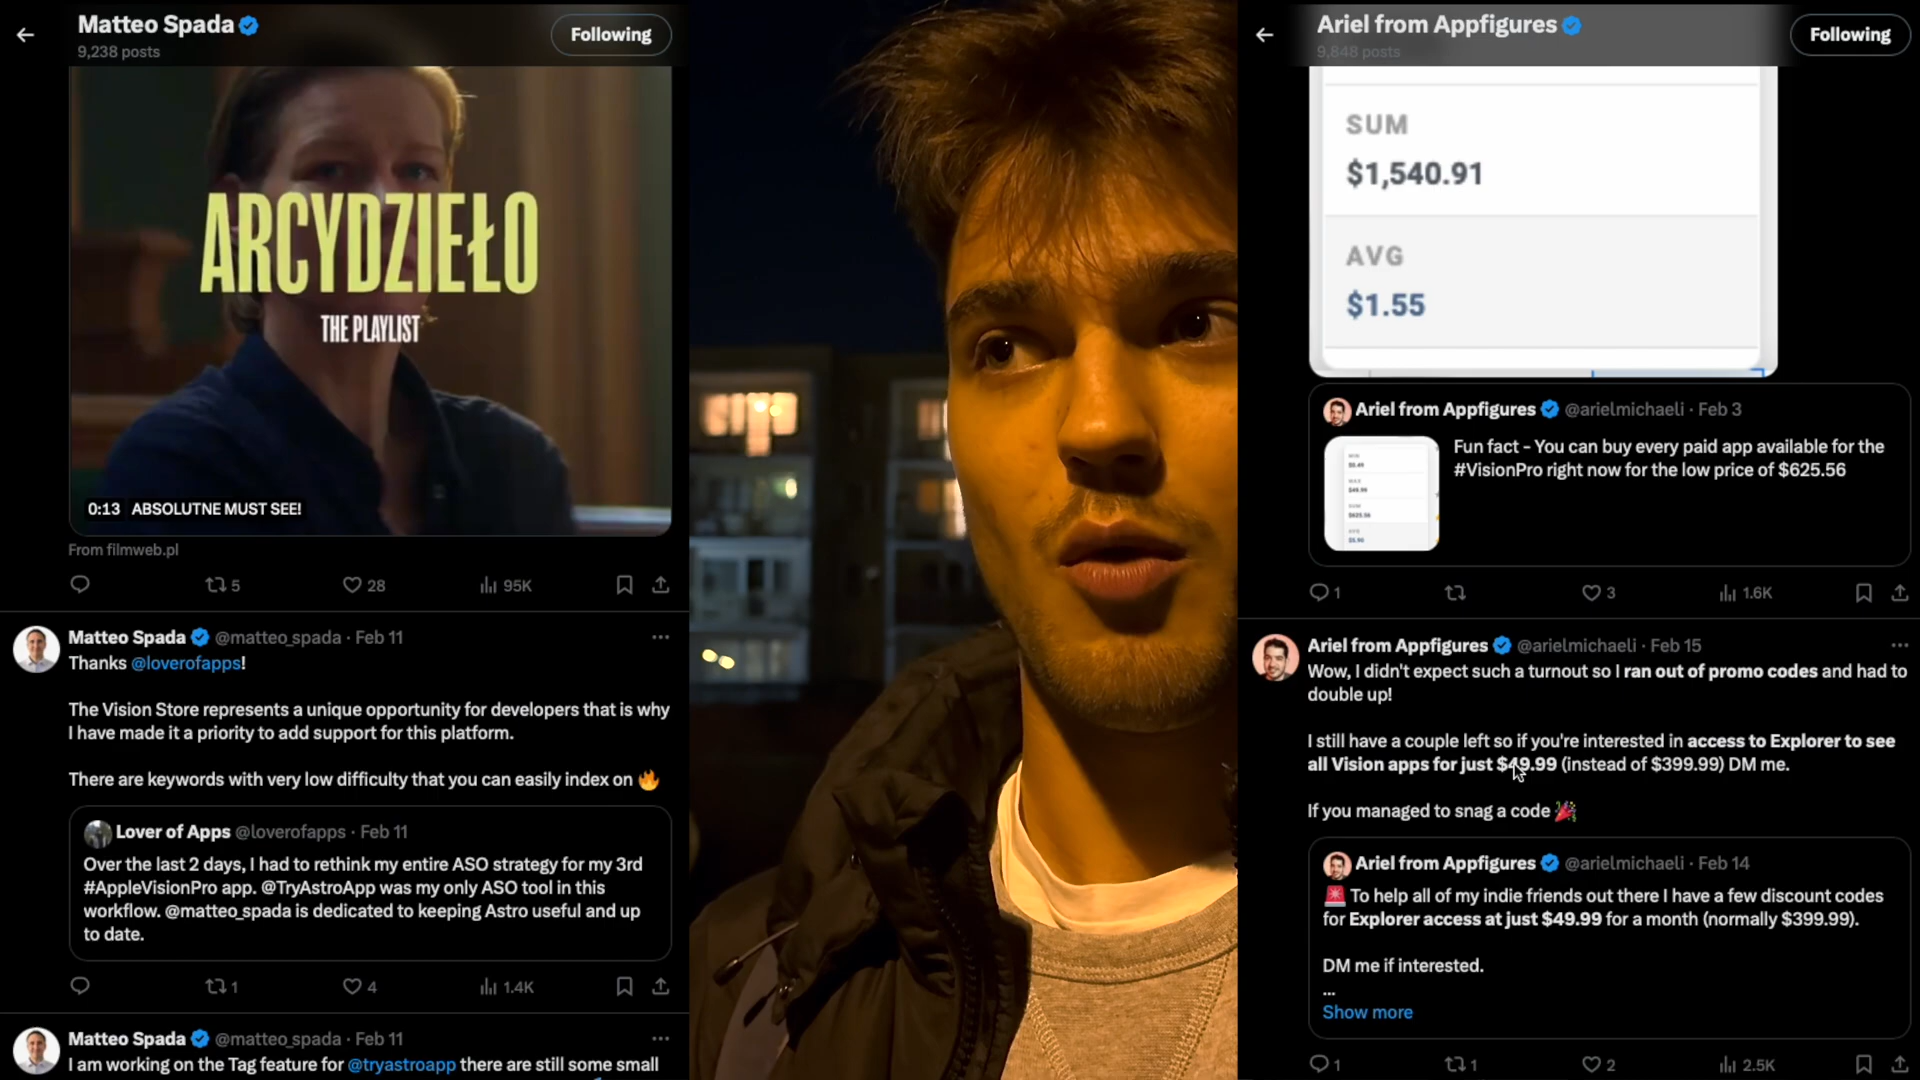 Matteo Spada
9,238 posts
Following
ARCYDZIEŁO
THE PLAYLIST
0:13 ABSOLUTNE MUST SEE!
From filmweb.pl
5 28 95K
Matteo Spada @matteo_spada · Feb 11
Thanks @loverofapps!
The Vision Store represents a unique opportunity for developers that is why
I have made it a priority to add support for this platform.
There are keywords with very low difficulty that you can easily index on 🔥
Lover of Apps @loverofapps · Feb 11
Over the last 2 days, I had to rethink my entire ASO strategy for my 3rd
#AppleVisionPro app. @TryAstroApp was my only ASO tool in this
workflow. @matteo_spada is dedicated to keeping Astro useful and up
to date.
1 4 1.4K
Matteo Spada @matteo_spada · Feb 11
I am working on the Tag feature for @tryastroapp there are still some small
Ariel from Appfigures
9,848 posts
Following
SUM
$1,540.91
AVG
$1.55
Ariel from Appfigures @arielmichaeli · Feb 3
Fun fact - You can buy every paid app available for the
#VisionPro right now for the low price of $625.56
MIN
$0.49
MAX
$49.99
SUM
$625.56
AVG
1 3 1.6K
Ariel from Appfigures @arielmichaeli · Feb 15
Wow, I didn't expect such a turnout so I ran out of promo codes and had to
double up!
I still have a couple left so if you're interested in access to Explorer to see
all Vision apps for just $49.99 (instead of $399.99) DM me.
If you managed to snag a code 🎉
Ariel from Appfigures @arielmichaeli · Feb 14
🚨 To help all of my indie friends out there I have a few discount codes
for Explorer access at just $49.99 for a month (normally $399.99).
DM me if interested.
...
Show more
1 1 2 2.5K